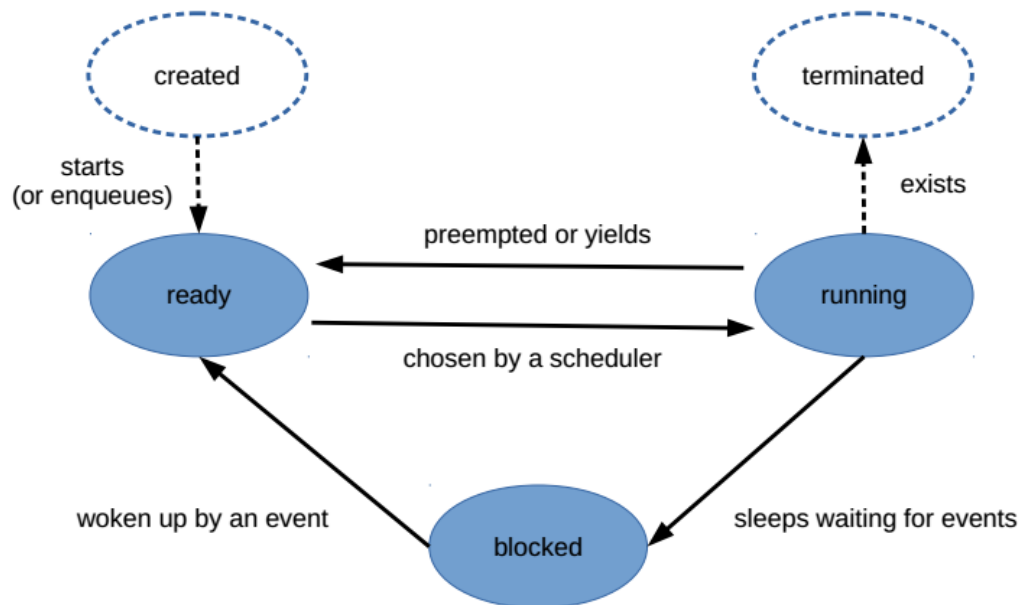 created
terminated
starts
(or enqueues)
exists
preempted or yields
ready
running
chosen by a scheduler
woken up by an event
sleeps waiting for events
blocked